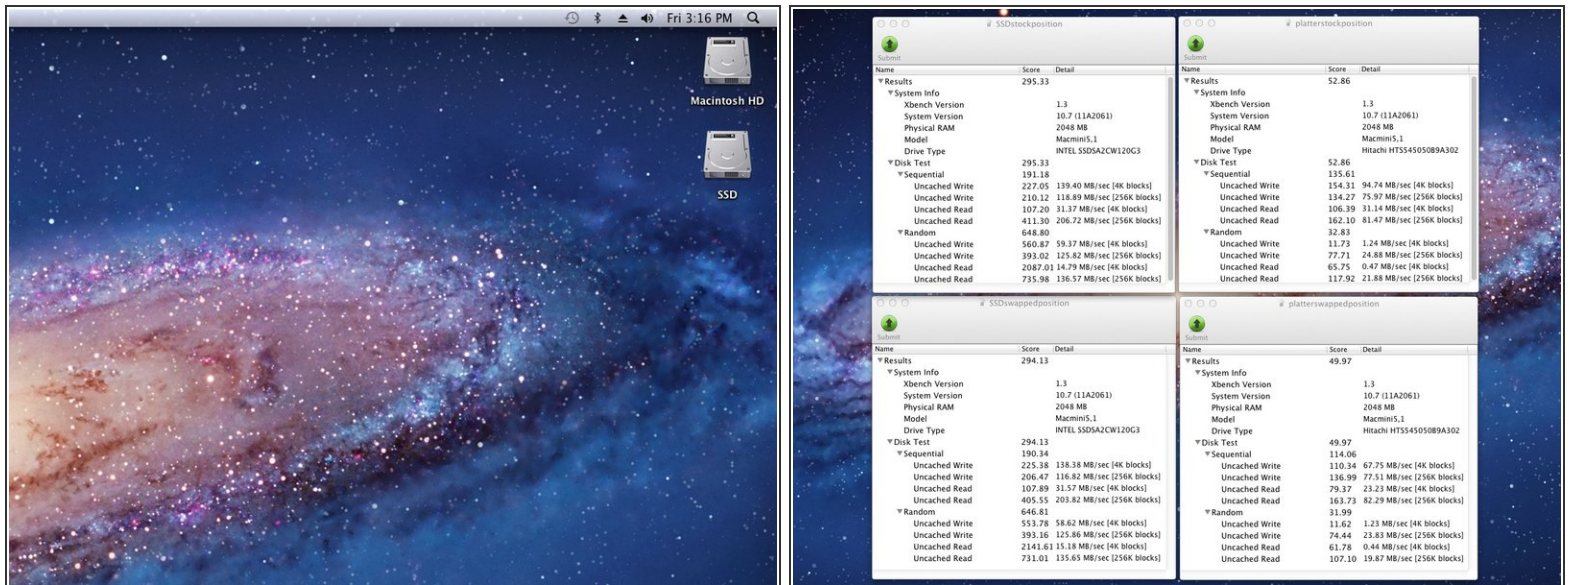 Fri 3:16 PM
Macintosh HD
SSD
SSDstockposition
Submit
Name Score Detail
Results 295.33
System Info
Xbench Version 1.3
System Version 10.7 (11A2061)
Physical RAM 2048 MB
Model Macmini5,1
Drive Type INTEL SSDSA2CW120G3
Disk Test 295.33
Sequential 191.18
Uncached Write 227.05 139.40 MB/sec [4K blocks]
Uncached Write 210.12 118.89 MB/sec [256K blocks]
Uncached Read 107.20 31.37 MB/sec [4K blocks]
Uncached Read 411.30 206.72 MB/sec [256K blocks]
Random 648.80
Uncached Write 560.87 59.37 MB/sec [4K blocks]
Uncached Write 393.02 125.82 MB/sec [256K blocks]
Uncached Read 2087.01 14.79 MB/sec [4K blocks]
Uncached Read 735.98 136.57 MB/sec [256K blocks]
platterstockposition
Submit
Name Score Detail
Results 52.86
System Info
Xbench Version 1.3
System Version 10.7 (11A2061)
Physical RAM 2048 MB
Model Macmini5,1
Drive Type Hitachi HTS545050B9A302
Disk Test 52.86
Sequential 135.61
Uncached Write 154.31 94.74 MB/sec [4K blocks]
Uncached Write 134.27 75.97 MB/sec [256K blocks]
Uncached Read 106.39 31.14 MB/sec [4K blocks]
Uncached Read 162.10 81.47 MB/sec [256K blocks]
Random 32.83
Uncached Write 11.73 1.24 MB/sec [4K blocks]
Uncached Write 77.71 24.88 MB/sec [256K blocks]
Uncached Read 65.75 0.47 MB/sec [4K blocks]
Uncached Read 117.92 21.88 MB/sec [256K blocks]
SSDswappedposition
Submit
Name Score Detail
Results 294.13
System Info
Xbench Version 1.3
System Version 10.7 (11A2061)
Physical RAM 2048 MB
Model Macmini5,1
Drive Type INTEL SSDSA2CW120G3
Disk Test 294.13
Sequential 190.34
Uncached Write 225.38 138.38 MB/sec [4K blocks]
Uncached Write 206.47 116.82 MB/sec [256K blocks]
Uncached Read 107.89 31.57 MB/sec [4K blocks]
Uncached Read 405.55 203.82 MB/sec [256K blocks]
Random 646.81
Uncached Write 553.78 58.62 MB/sec [4K blocks]
Uncached Write 393.16 125.86 MB/sec [256K blocks]
Uncached Read 2141.61 15.18 MB/sec [4K blocks]
Uncached Read 731.01 135.65 MB/sec [256K blocks]
platterswappedposition
Submit
Name Score Detail
Results 49.97
System Info
Xbench Version 1.3
System Version 10.7 (11A2061)
Physical RAM 2048 MB
Model Macmini5,1
Drive Type Hitachi HTS545050B9A302
Disk Test 49.97
Sequential 114.06
Uncached Write 110.34 67.75 MB/sec [4K blocks]
Uncached Write 136.99 77.51 MB/sec [256K blocks]
Uncached Read 79.37 23.23 MB/sec [4K blocks]
Uncached Read 163.73 82.29 MB/sec [256K blocks]
Random 31.99
Uncached Write 11.62 1.23 MB/sec [4K blocks]
Uncached Write 74.44 23.83 MB/sec [256K blocks]
Uncached Read 61.78 0.44 MB/sec [4K blocks]
Uncached Read 107.10 19.87 MB/sec [256K blocks]